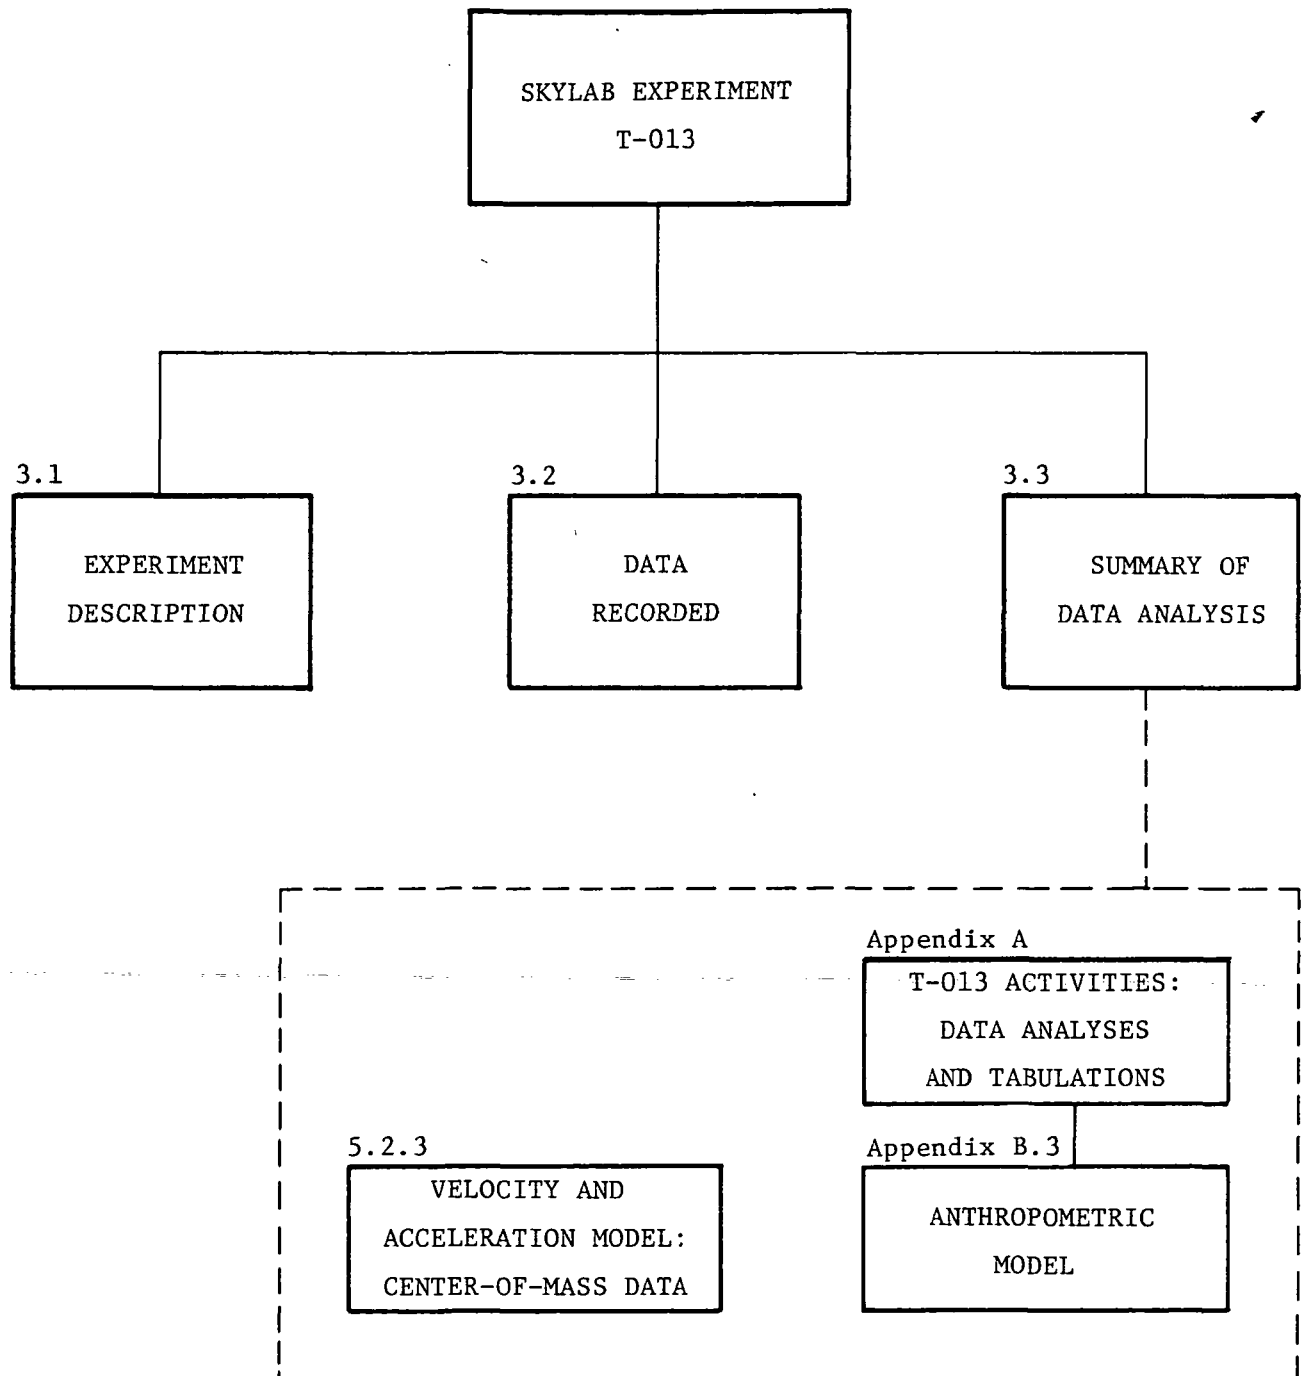 SKYLAB EXPERIMENT
T-013
3.1
EXPERIMENT
DESCRIPTION
3.2
DATA
RECORDED
3.3
SUMMARY OF
DATA ANALYSIS
Appendix A
T-013 ACTIVITIES:
DATA ANALYSES
AND TABULATIONS
5.2.3
VELOCITY AND
ACCELERATION MODEL:
CENTER-OF-MASS DATA
Appendix B.3
ANTHROPOMETRIC
MODEL